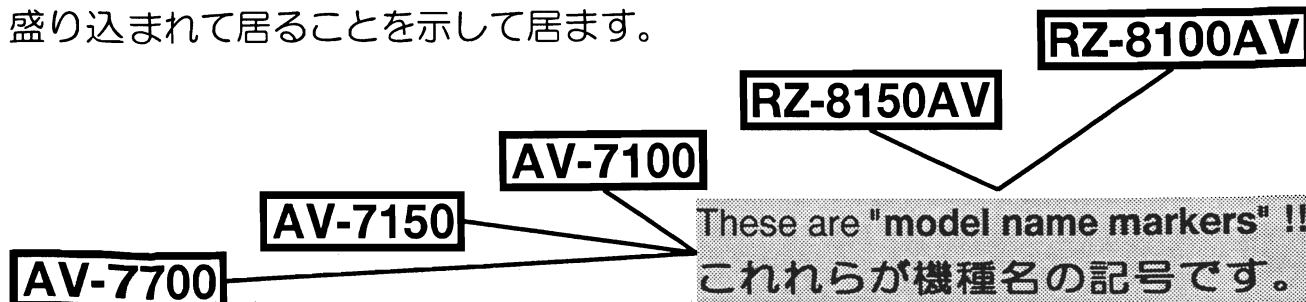 盛り込まれて居ることを示して居ます。
RZ-8100AV
RZ-8150AV
AV-7100
AV-7150
AV-7700
These are "model name markers" !!
これれらが機種名の記号です。